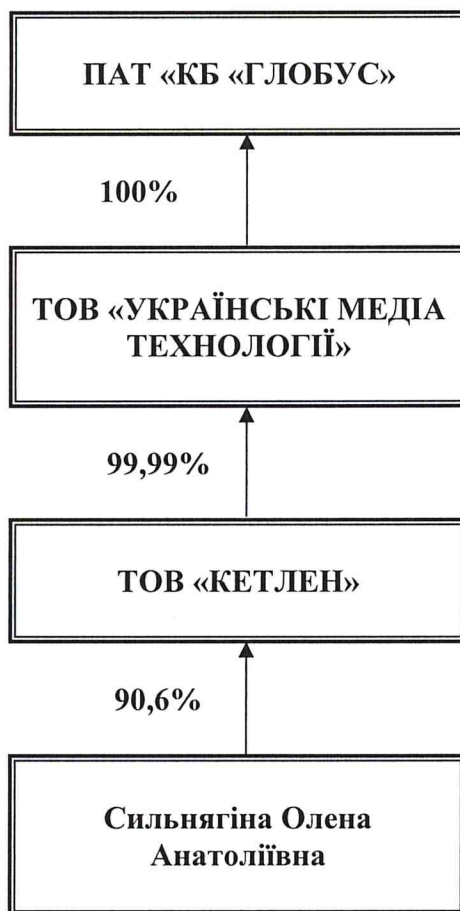 ПАТ «КБ «ГЛОБУС»
100%
ТОВ «УКРАЇНСЬКІ МЕДІА
ТЕХНОЛОГІЇ»
99,99%
ТОВ «КЕТЛЕН»
90,6%
Сильнягіна Олена
Анатоліївна